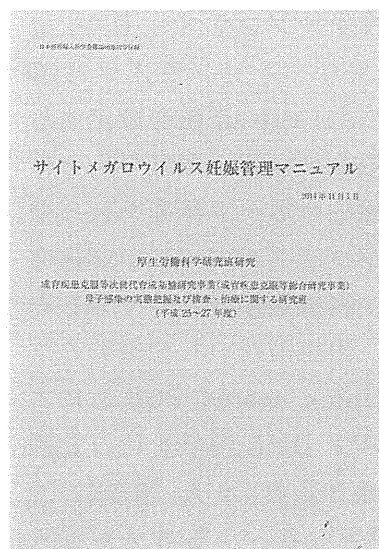 サイトメガロウイルス妊娠管理マニュアル
2014年11月1日
厚生労働科学研究班研究
成育疾患克服等次世代育成基盤研究事業(成育疾患克服等総合研究事業)
母子感染の実態把握及び検査・治療に関する研究班
(平成25～27年度)